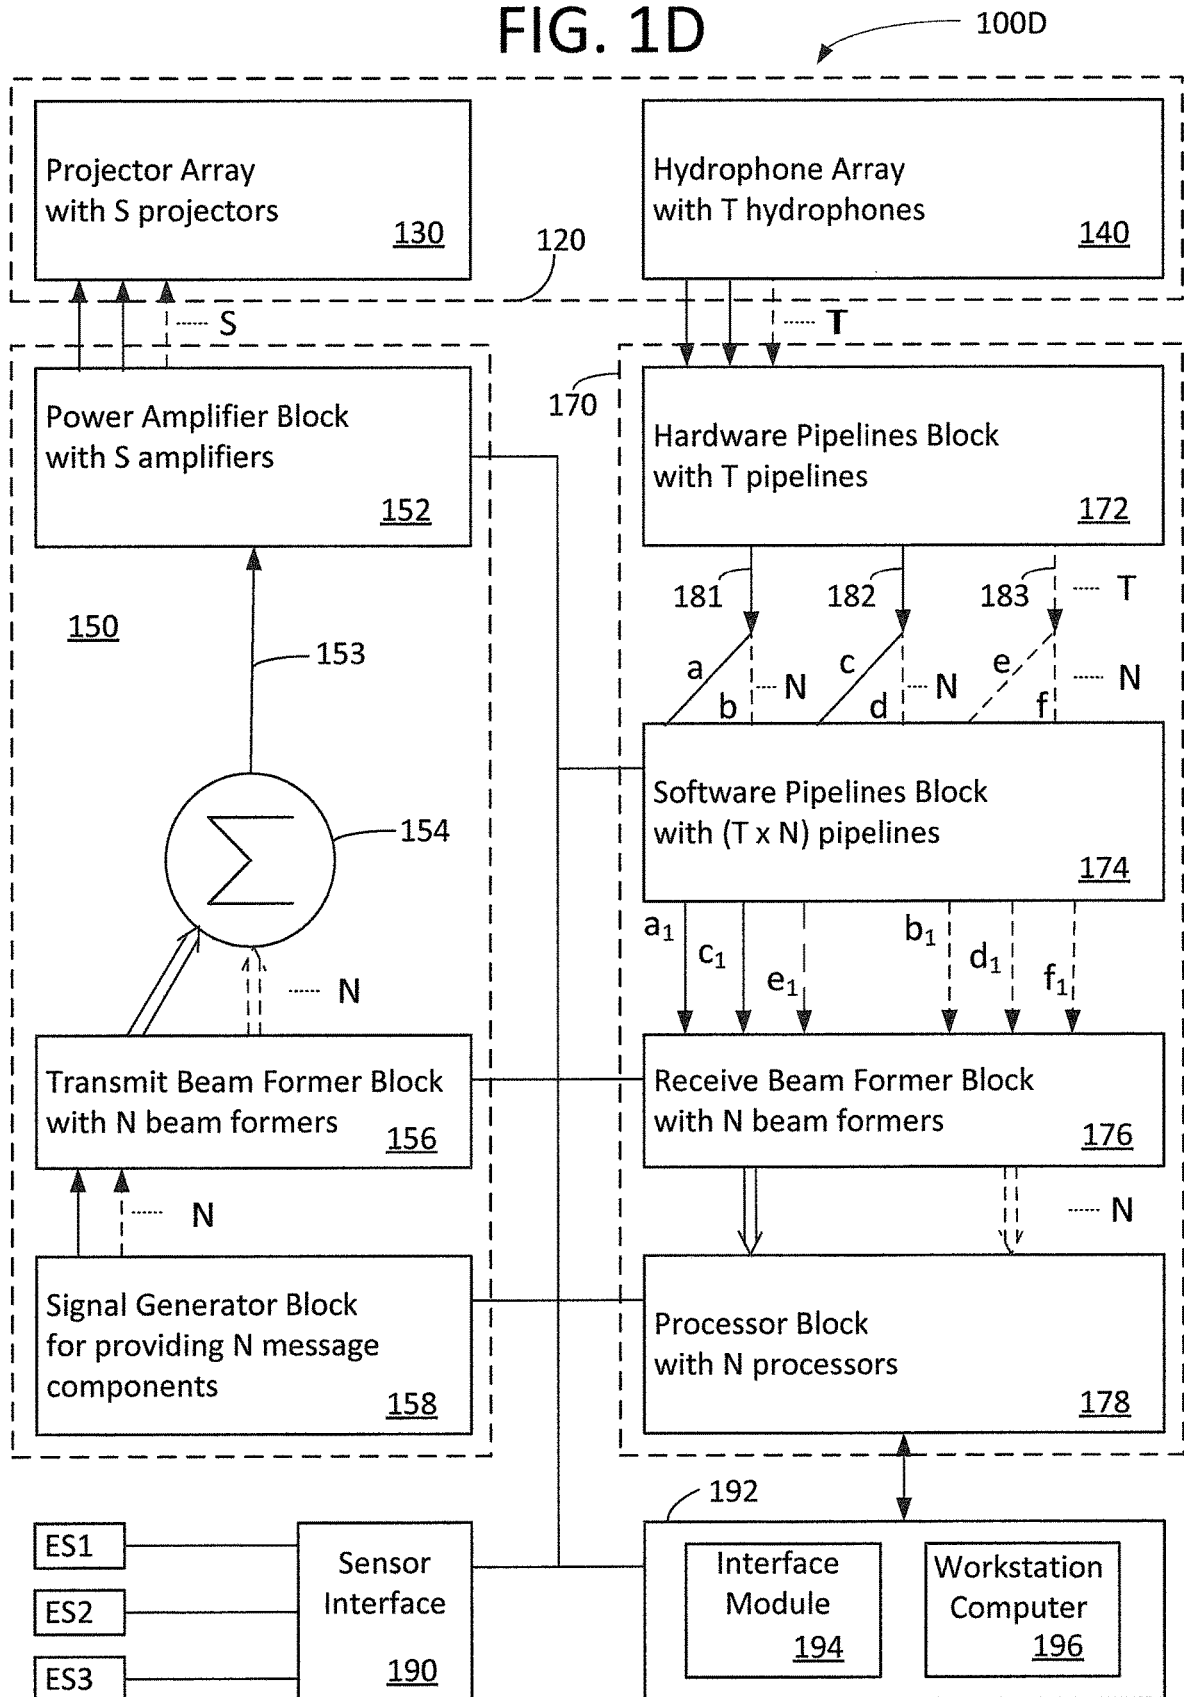 FIG. 1D
100D
Projector Array
with S projectors
130
Hydrophone Array
with T hydrophones
140
120
S
T
Power Amplifier Block
with S amplifiers
152
170
Hardware Pipelines Block
with T pipelines
172
150
153
181
182
183
T
a
b
N
c
d
N
e
f
N
154
Software Pipelines Block
with (T x N) pipelines
174
a1
c1
e1
b1
d1
f1
N
Transmit Beam Former Block
with N beam formers
156
Receive Beam Former Block
with N beam formers
176
N
N
Signal Generator Block
for providing N message
components
158
Processor Block
with N processors
178
192
ES1
ES2
ES3
Sensor
Interface
190
Interface
Module
194
Workstation
Computer
196